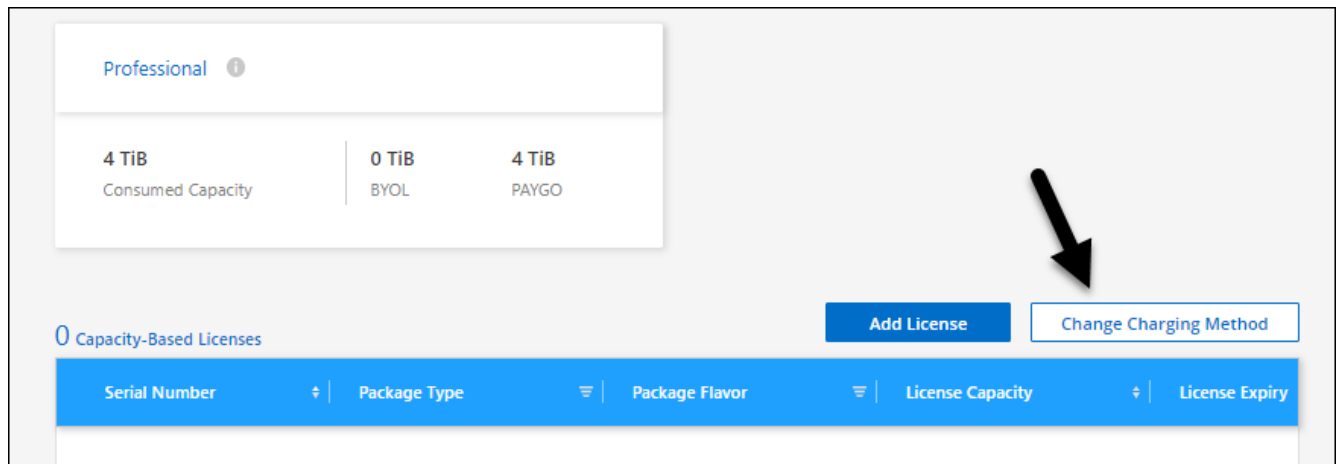 Professional
4 TiB 0 TiB 4 TiB
Consumed Capacity BYOL PAYGO
Add License Change Charging Method
0 Capacity-Based Licenses
Serial Number Package Type Package Flavor License Capacity License Expiry